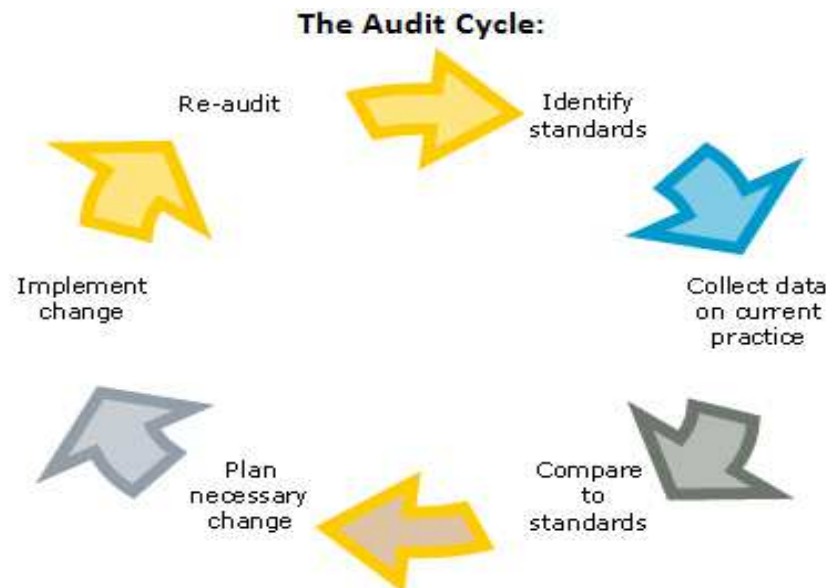 The Audit Cycle:
Re-audit
Identify
standards
Collect data
on current
practice
Compare
to
standards
Plan
necessary
change
Implement
change